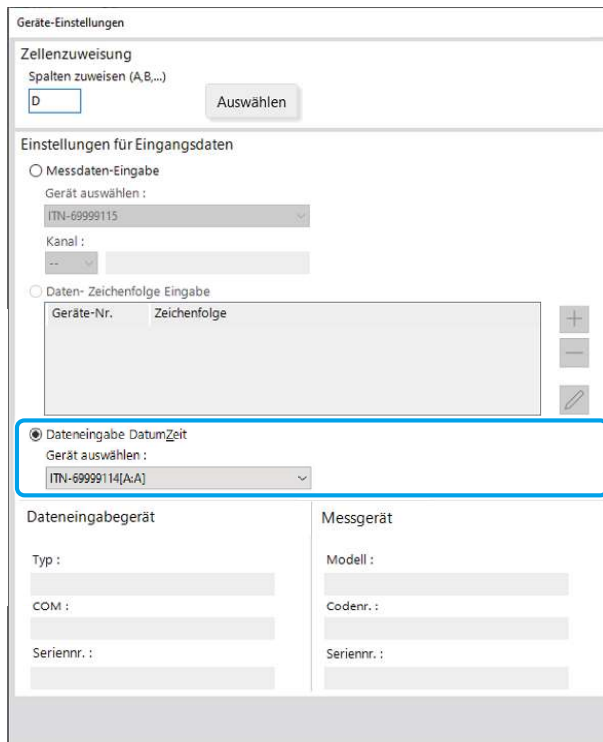 Geräte-Einstellungen
Zellenzuweisung
Spalten zuweisen (A,B,...)
D
Auswählen
Einstellungen für Eingangsdaten
Messdaten-Eingabe
Gerät auswählen :
ITN-69999115
Kanal :
--
Daten- Zeichenfolge Eingabe
Geräte-Nr. Zeichenfolge
Dateneingabe DatumZeit
Gerät auswählen :
ITN-69999114[A:A]
Dateneingabegerät
Typ :
COM :
Seriennr. :
Messgerät
Modell :
Codenr. :
Seriennr. :